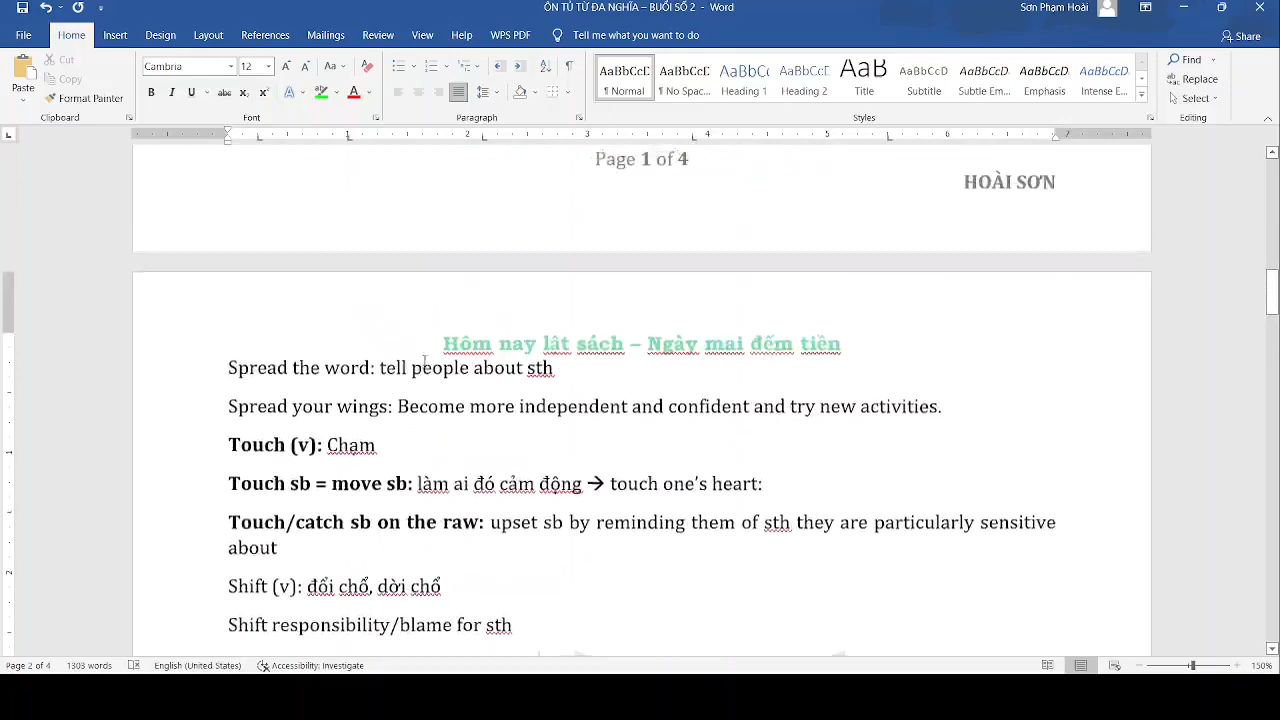 ÔN TỦ TỪ ĐA NGHĨA – BUỔI SỐ 2 - Word
Son Pham Hoài
File Home Insert Design Layout References Mailings Review View Help WPS PDF Tell me what you want to do
Share
Paste
Cut
Copy
Format Painter
Clipboard
Cambria 12
Font
Paragraph
AaBbCcD AaBbCcD AaBbCc AaBbCcD AaB AaBbCcD AaBbCcD AaBbCcD AaBbCcD
¶ Normal ¶ No Spac... Heading 1 Heading 2 Title Subtitle Subtle Em... Emphasis Intense E...
Styles
Find
Replace
Select
Editing
Page 1 of 4
HOÀI SƠN
Hôm nay lật sách – Ngày mai đếm tiền
Spread the word: tell people about sth
Spread your wings: Become more independent and confident and try new activities.
Touch (v): Chạm
Touch sb = move sb: làm ai đó cảm động → touch one’s heart:
Touch/catch sb on the raw: upset sb by reminding them of sth they are particularly sensitive
about
Shift (v): đổi chổ, dời chổ
Shift responsibility/blame for sth
Page 2 of 4 1303 words English (United States) Accessibility: Investigate 150%